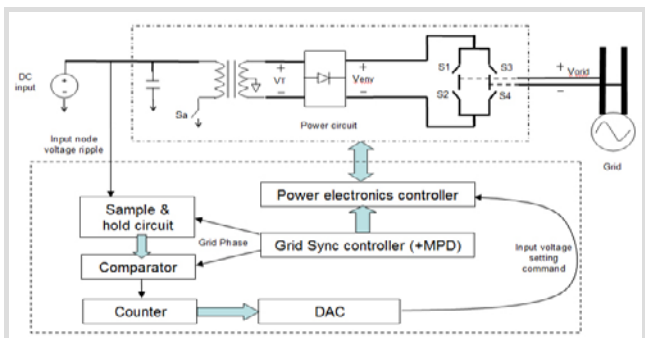 DC
input
Sa
VT
+
−
Venv
+
−
S1
S3
S2
S4
+
Vgrid
−
Power circuit
Grid
Input node
voltage ripple
Power electronics controller
Sample &
hold circuit
Grid Phase
Grid Sync controller (+MPD)
Input voltage
setting
command
Comparator
Counter
DAC